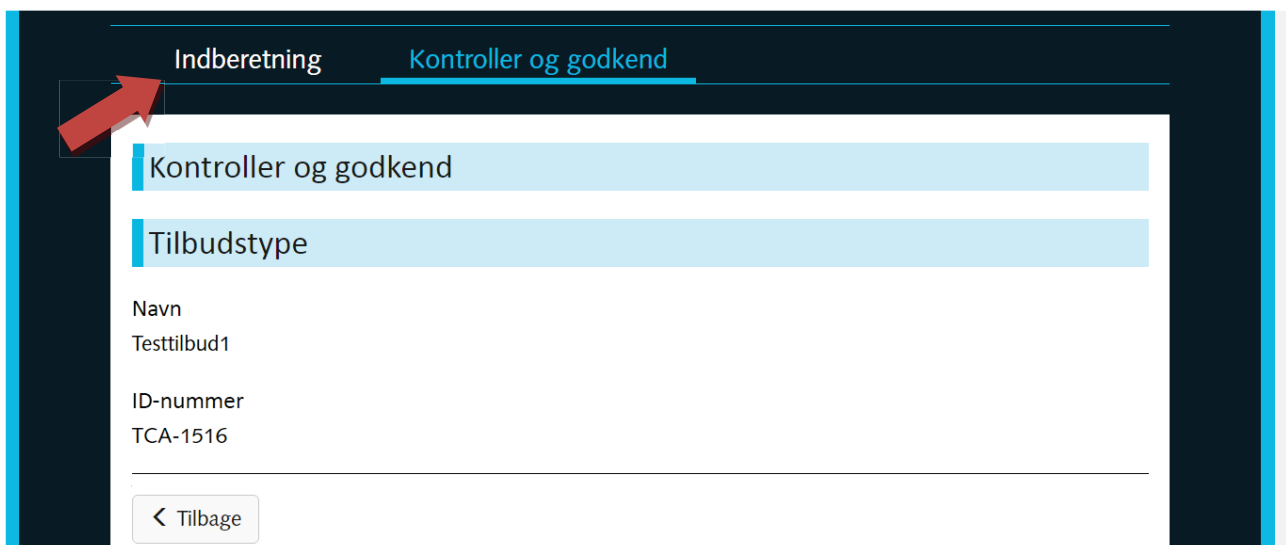 Indberetning Kontroller og godkend
Kontroller og godkend
Tilbudstype
Navn
Testtilbud1
ID-nummer
TCA-1516
Tilbage